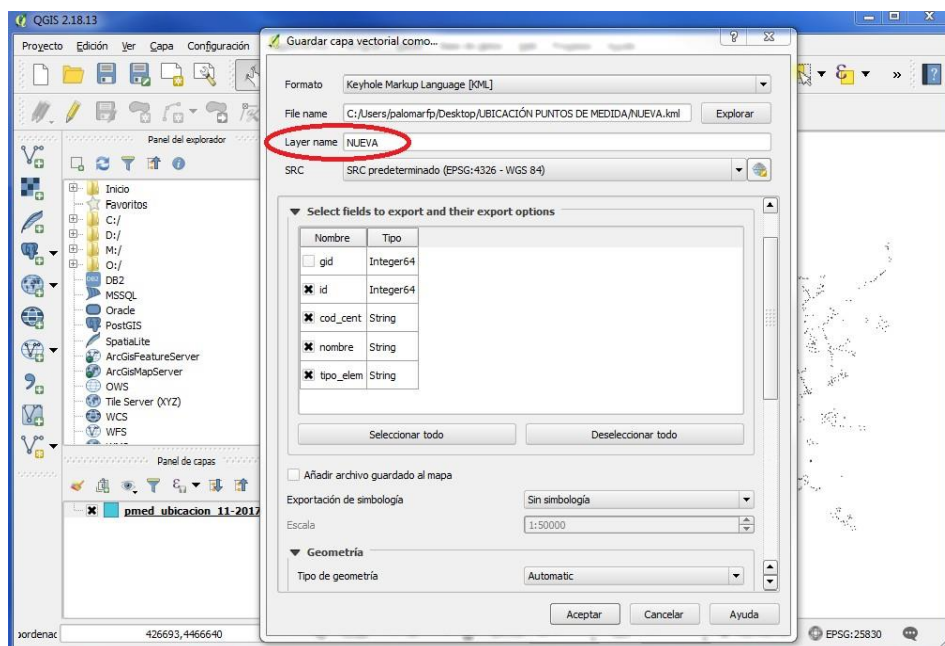 QGIS 2.18.13
Proyecto Edición Ver Capa Configuración
Panel del explorador
Inicio
Favoritos
C:/
D:/
M:/
O:/
DB2
MSSQL
Oracle
PostGIS
SpatiaLite
ArcGisFeatureServer
ArcGisMapServer
OWS
Tile Server (XYZ)
WCS
WFS
Panel de capas
pmed_ubicacion_11-2017
Guardar capa vectorial como...
Formato Keyhole Markup Language [KML]
File name C:/Users/palomarfp/Desktop/UBICACIÓN PUNTOS DE MEDIDA/NUEVA.kml Explorar
Layer name NUEVA
SRC SRC predeterminado (EPSG:4326 - WGS 84)
Select fields to export and their export options
Nombre Tipo
gid Integer64
id Integer64
cod_cent String
nombre String
tipo_elem String
Seleccionar todo Deseleccionar todo
Añadir archivo guardado al mapa
Exportación de simbología Sin simbología
Escala 1:50000
Geometría
Tipo de geometría Automatic
Aceptar Cancelar Ayuda
ordenac 426693,4466640 EPSG:25830